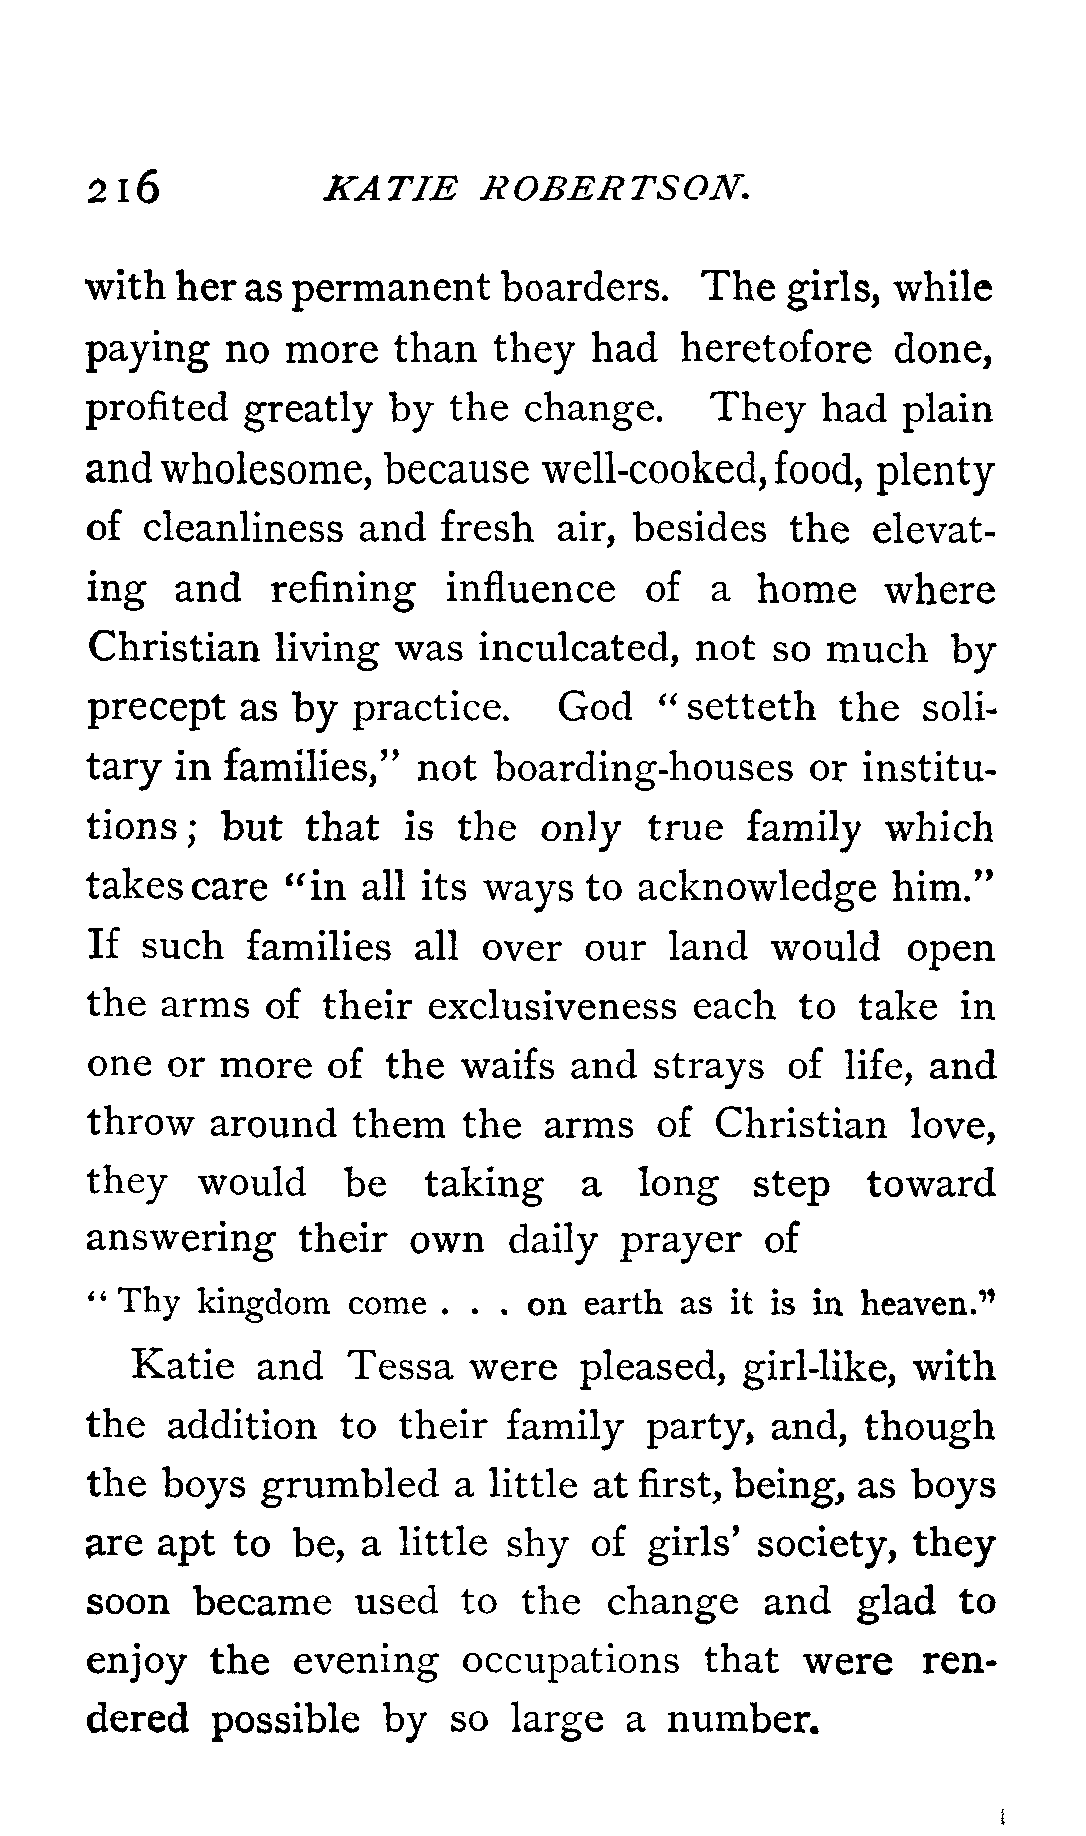 216 KATIE ROBERTSON.
with her as permanent boarders. The girls, while
paying no more than they had heretofore done,
profited greatly by the change. They had plain
and wholesome, because well-cooked, food, plenty
of cleanliness and fresh air, besides the elevat-
ing and refining influence of a home where
Christian living was inculcated, not so much by
precept as by practice. God “setteth the soli-
tary in families,” not boarding-houses or institu-
tions; but that is the only true family which
takes care “in all its ways to acknowledge him.”
If such families all over our land would open
the arms of their exclusiveness each to take in
one or more of the waifs and strays of life, and
throw around them the arms of Christian love,
they would be taking a long step toward
answering their own daily prayer of
“Thy kingdom come . . . on earth as it is in heaven.”
Katie and Tessa were pleased, girl-like, with
the addition to their family party, and, though
the boys grumbled a little at first, being, as boys
are apt to be, a little shy of girls’ society, they
soon became used to the change and glad to
enjoy the evening occupations that were ren-
dered possible by so large a number.